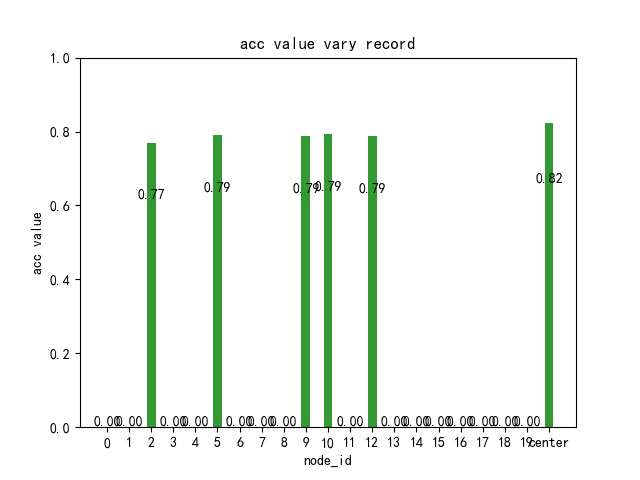 acc value vary record
acc value
1.0
0.8
0.6
0.4
0.2
0.0
0.00 0.00 0.77 0.00 0.00 0.79 0.00 0.00 0.00 0.79 0.79 0.00 0.79 0.00 0.00 0.00 0.00 0.00 0.00 0.00 0.82
0 1 2 3 4 5 6 7 8 9 10 11 12 13 14 15 16 17 18 19 center
node_id